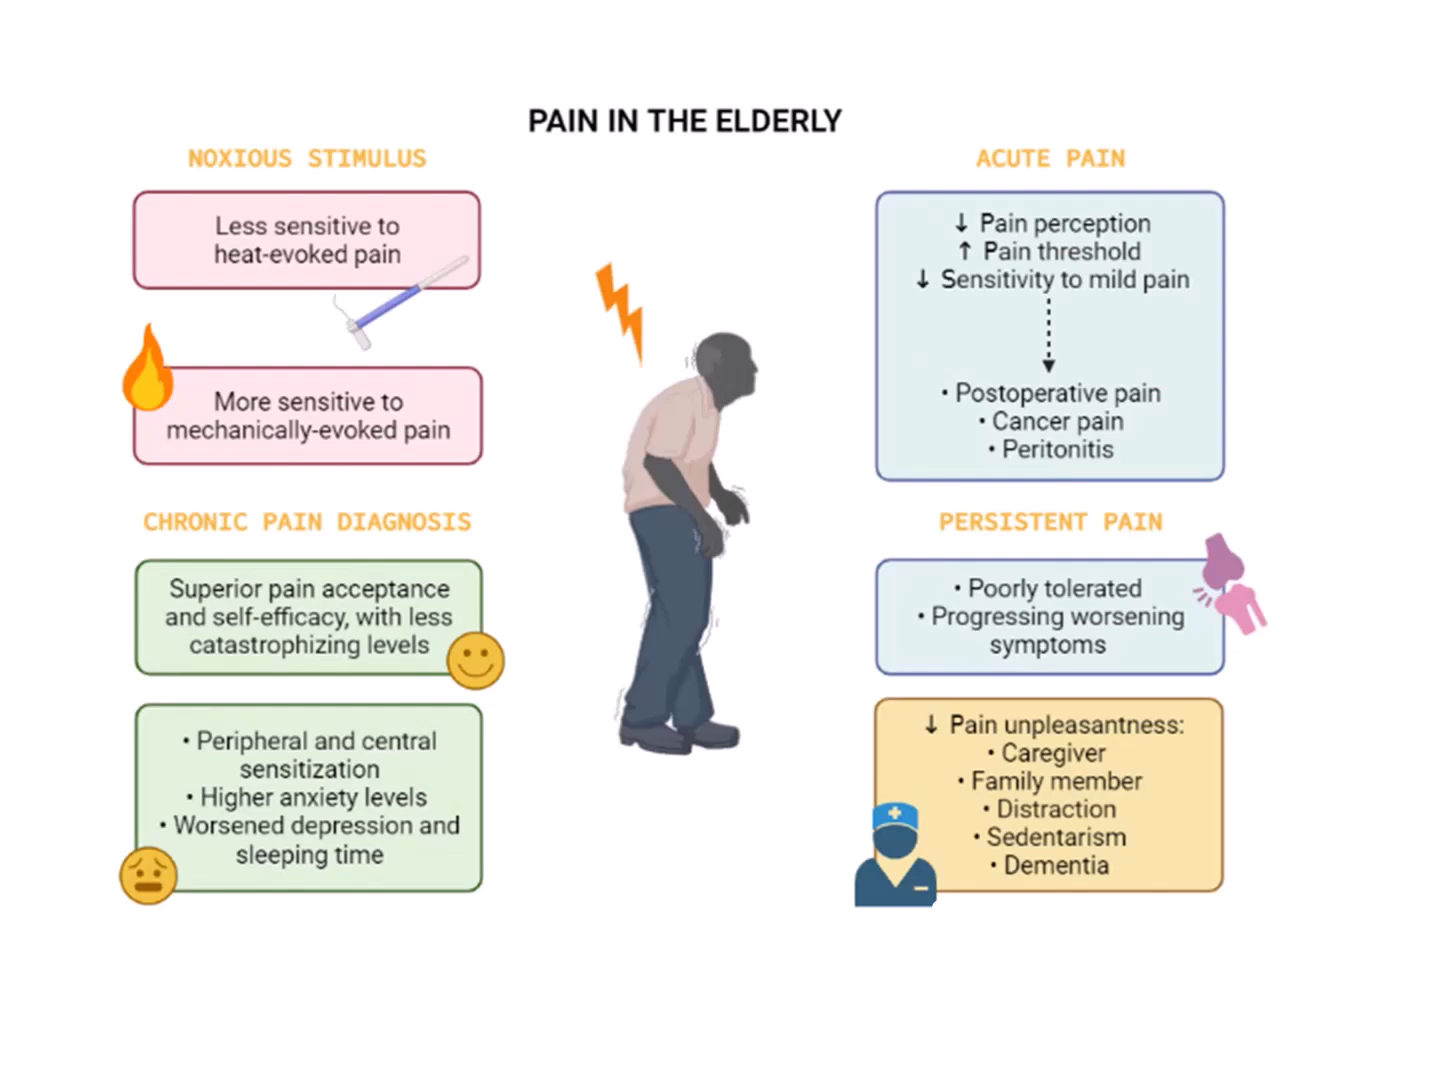 PAIN IN THE ELDERLY
NOXIOUS STIMULUS
Less sensitive to
heat-evoked pain
More sensitive to
mechanically-evoked pain
CHRONIC PAIN DIAGNOSIS
Superior pain acceptance
and self-efficacy, with less
catastrophizing levels
• Peripheral and central
sensitization
• Higher anxiety levels
• Worsened depression and
sleeping time
ACUTE PAIN
↓ Pain perception
↑ Pain threshold
↓ Sensitivity to mild pain
• Postoperative pain
• Cancer pain
• Peritonitis
PERSISTENT PAIN
• Poorly tolerated
• Progressing worsening
symptoms
↓ Pain unpleasantness:
• Caregiver
• Family member
• Distraction
• Sedentarism
• Dementia